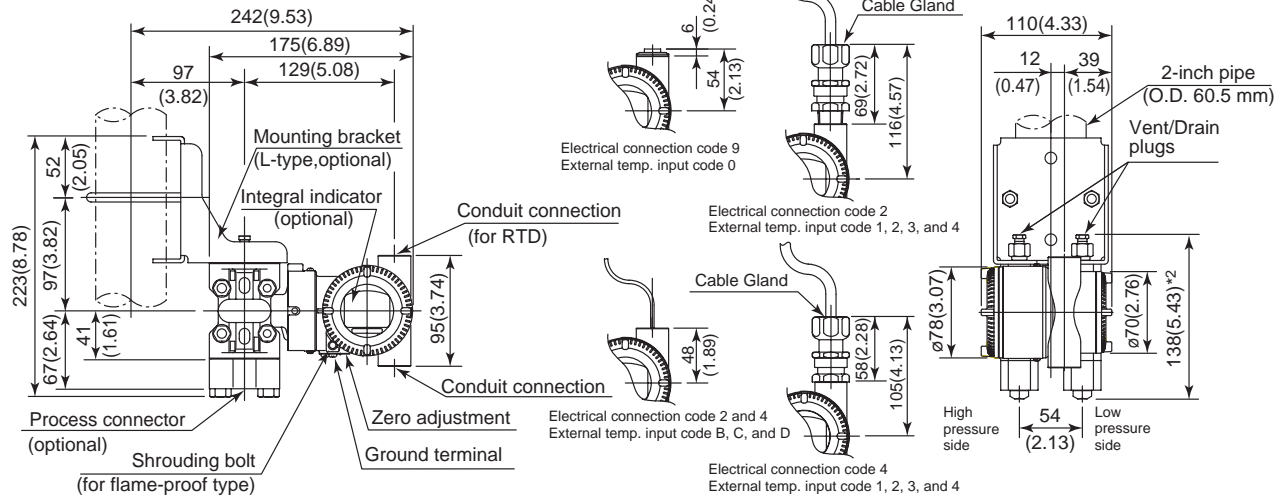 242(9.53)
175(6.89)
97
(3.82)
129(5.08)
52
(2.05)
Mounting bracket
(L-type,optional)
Integral indicator
(optional)
Conduit connection
(for RTD)
223(8.78)
97(3.82)
41
(1.61)
67(2.64)
95(3.74)
Conduit connection
Zero adjustment
Ground terminal
Process connector
(optional)
Shrouding bolt
(for flame-proof type)
6
54
(2.13)
Electrical connection code 9
External temp. input code 0
Cable Gland
69(2.72)
116(4.57)
Electrical connection code 2
External temp. input code 1, 2, 3, and 4
48
(1.89)
Electrical connection code 2 and 4
External temp. input code B, C, and D
Cable Gland
58(2.28)
105(4.13)
Electrical connection code 4
External temp. input code 1, 2, 3, and 4
110(4.33)
12
(0.47)
39
(1.54)
2-inch pipe
(O.D. 60.5 mm)
Vent/Drain
plugs
ø78(3.07)
ø70(2.76)
138(5.43)*2
High
pressure
side
54
(2.13)
Low
pressure
side